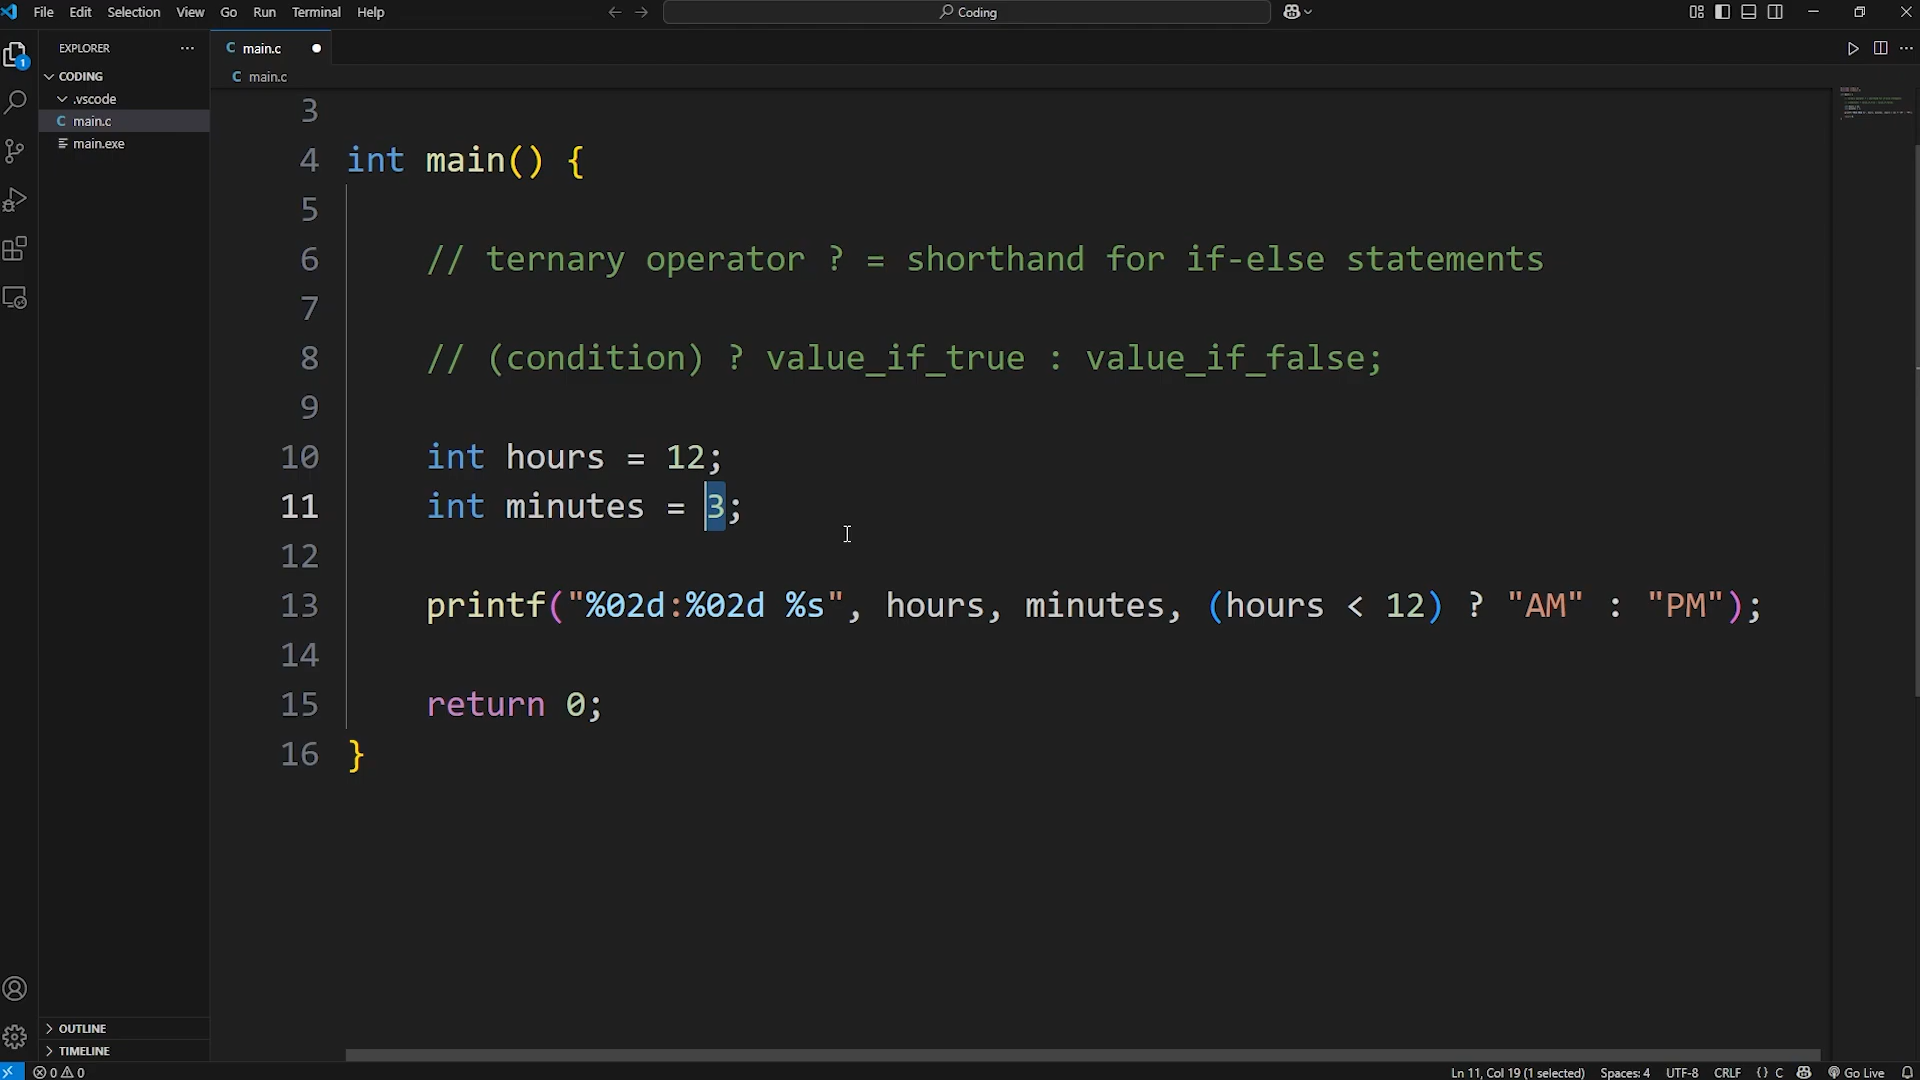 File Edit Selection View Go Run Terminal Help
Coding
EXPLORER
CODING
.vscode
C main.c
main.exe
OUTLINE
TIMELINE
1
C main.c
C main.c
3
4 int main() {
5
6 // ternary operator ? = shorthand for if-else statements
7
8 // (condition) ? value_if_true : value_if_false;
9
10 int hours = 12;
11 int minutes = 3;
12
13 printf("%02d:%02d %s", hours, minutes, (hours < 12) ? "AM" : "PM");
14
15 return 0;
16 }
0 0 Ln 11, Col 19 (1 selected) Spaces: 4 UTF-8 CRLF {} C Go Live